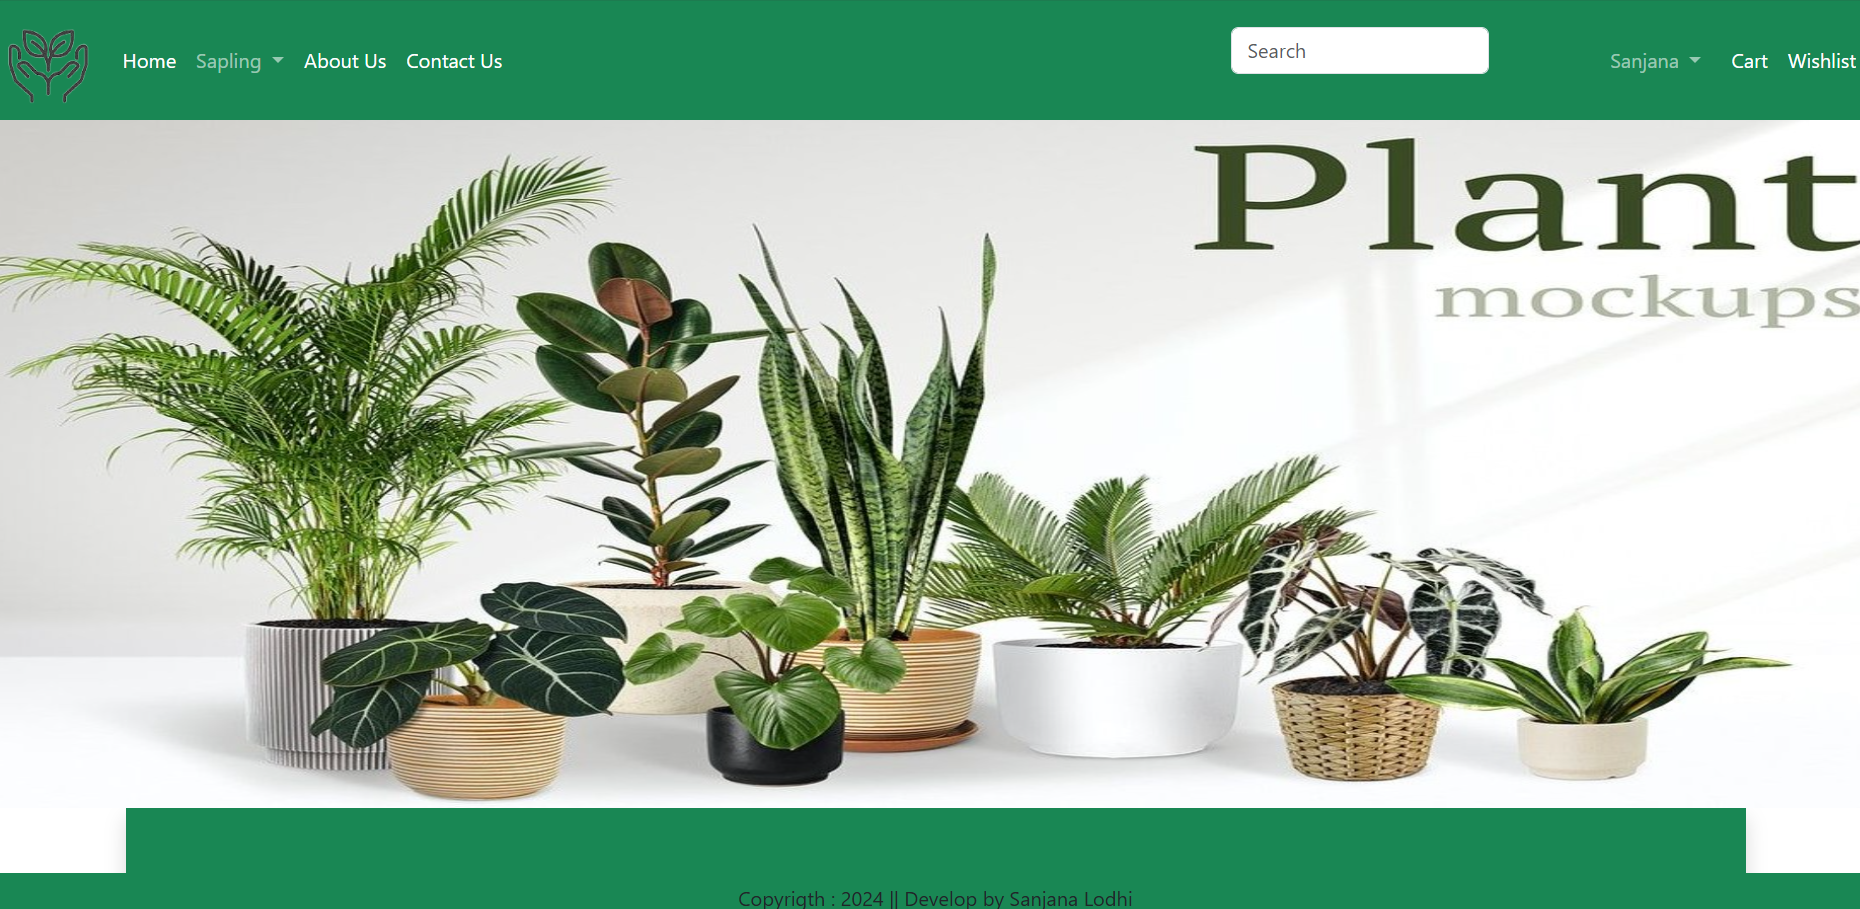 Home Sapling About Us Contact Us Search Sanjana Cart Wishlist
Plant
mockups
Copyrigth : 2024 || Develop by Sanjana Lodhi